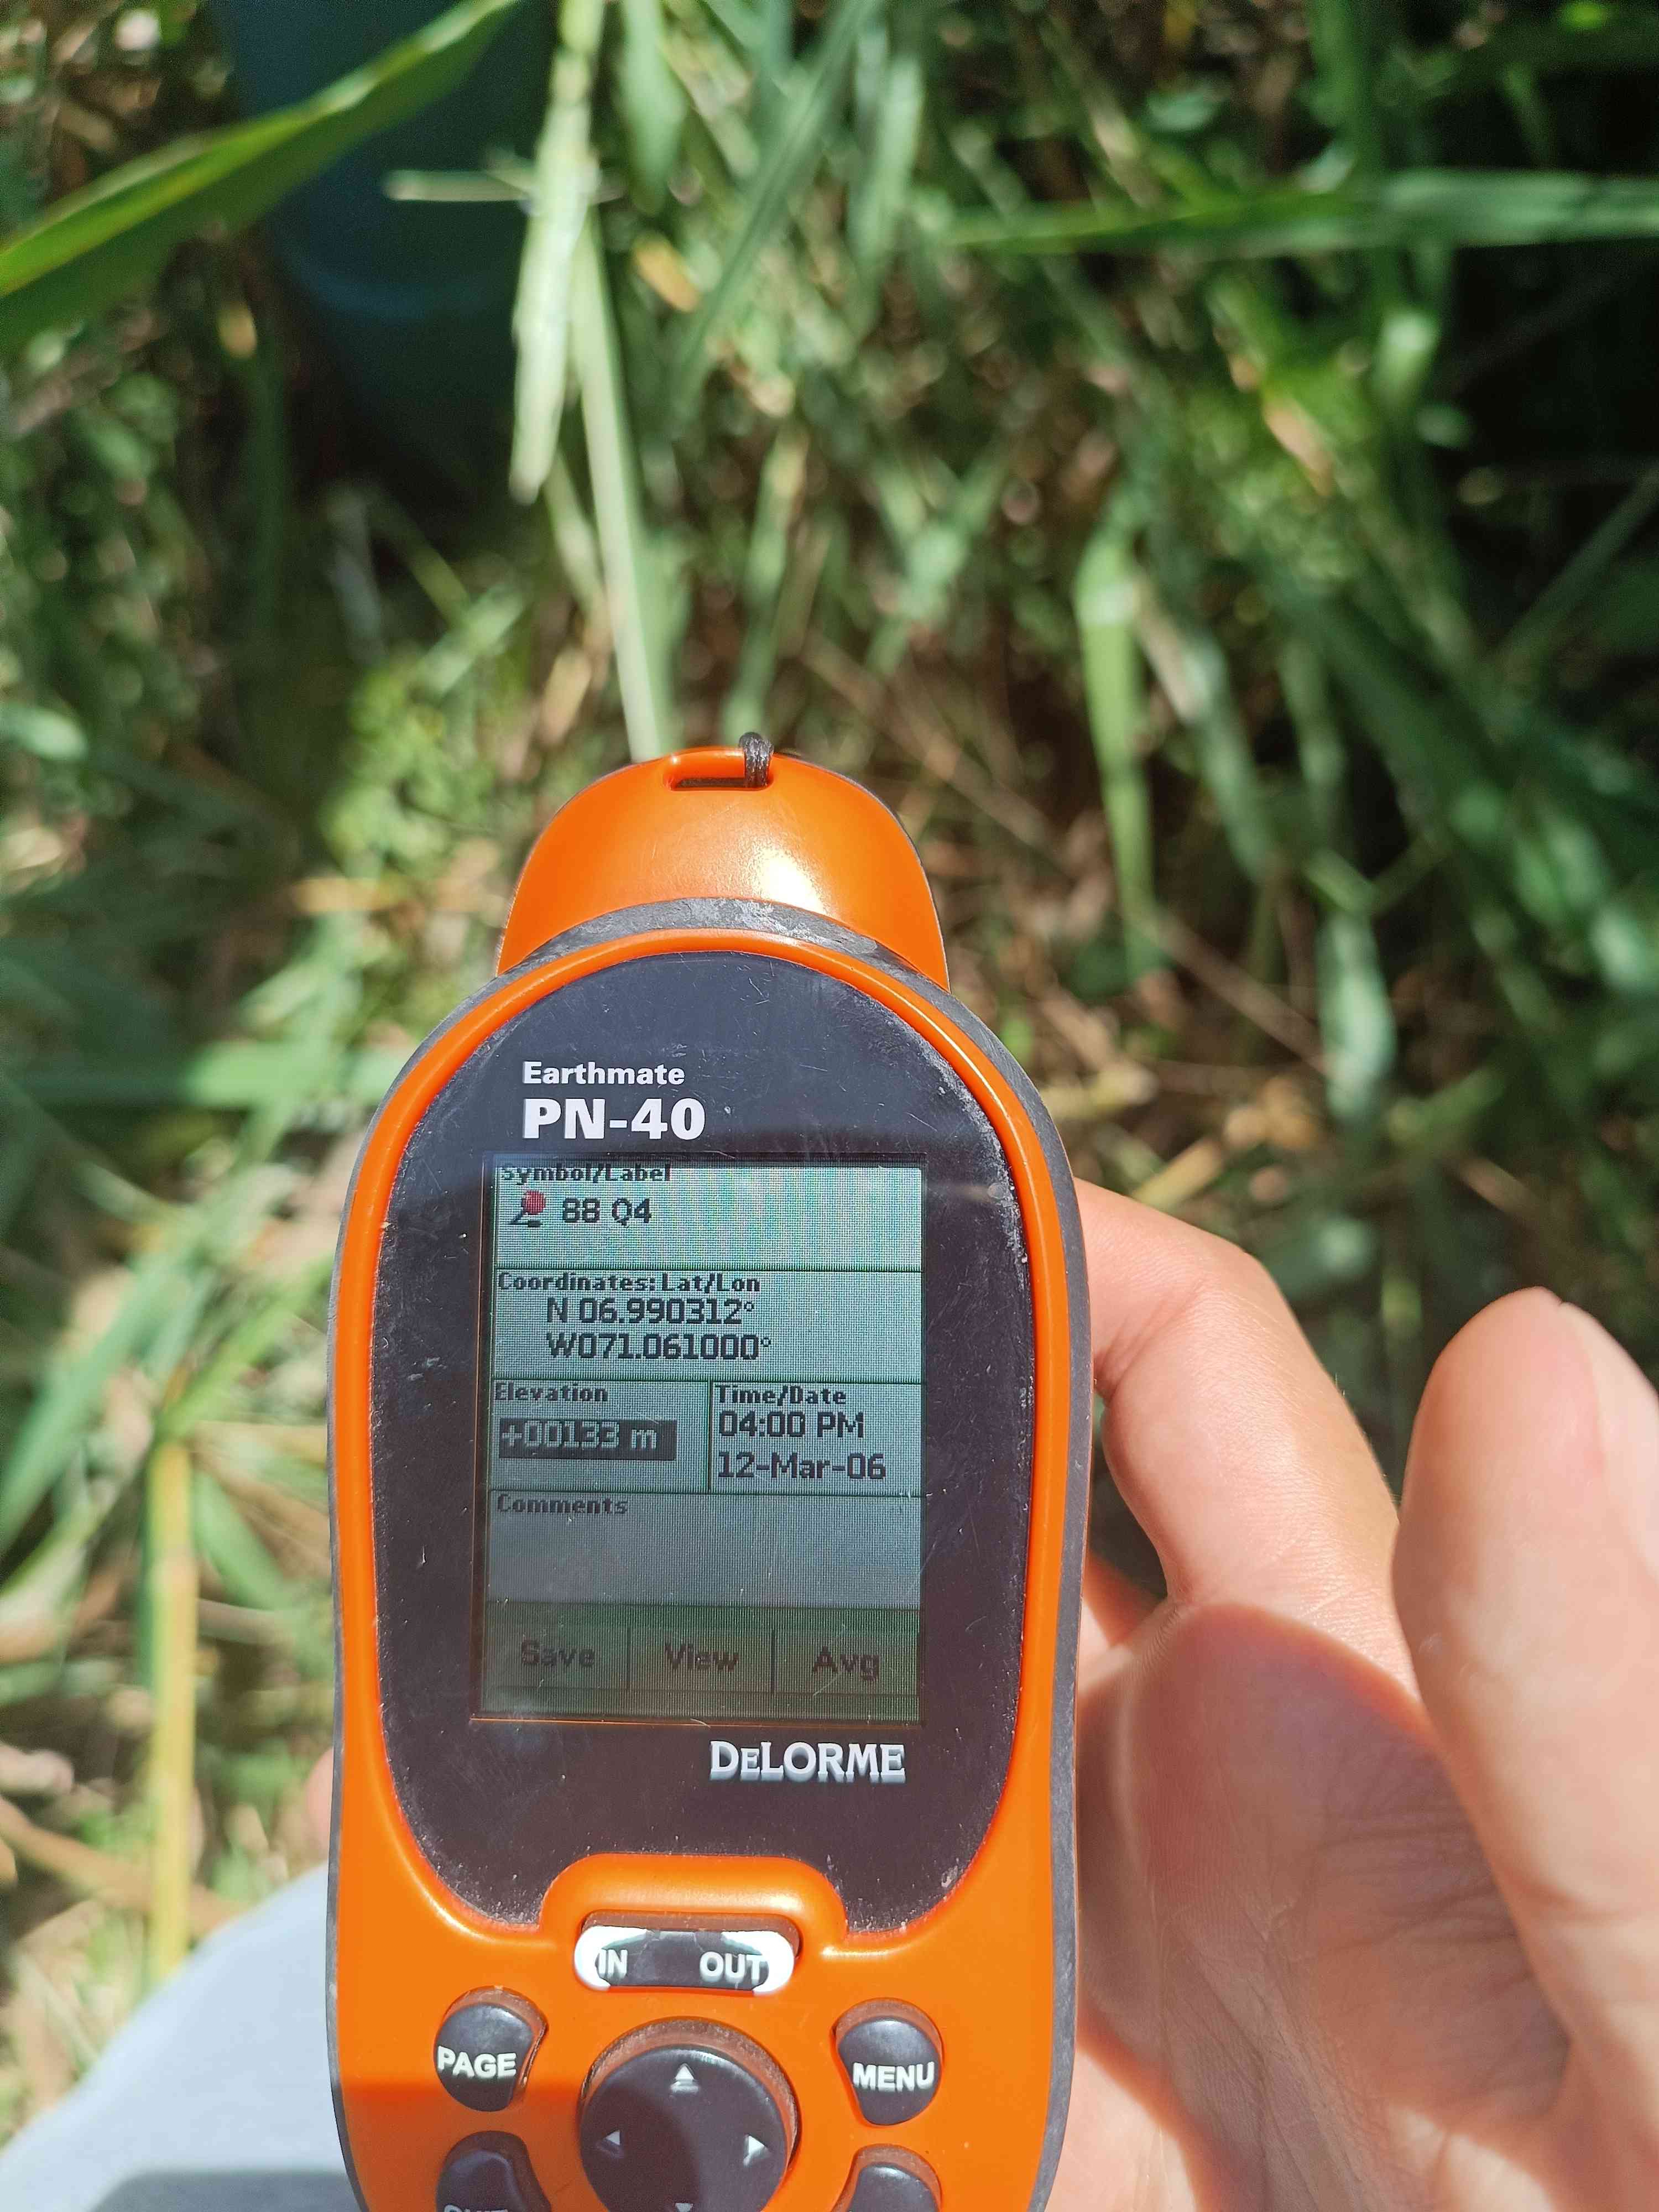 Earthmate
PN-40
Symbol/Label
88 Q4
Coordinates: Lat/Lon
N 06.990312°
W071.061000°
Elevation
+00133 m
Time/Date
04:00 PM
12-Mar-06
Comments
Save View Avg
DELORME
IN OUT
PAGE
MENU